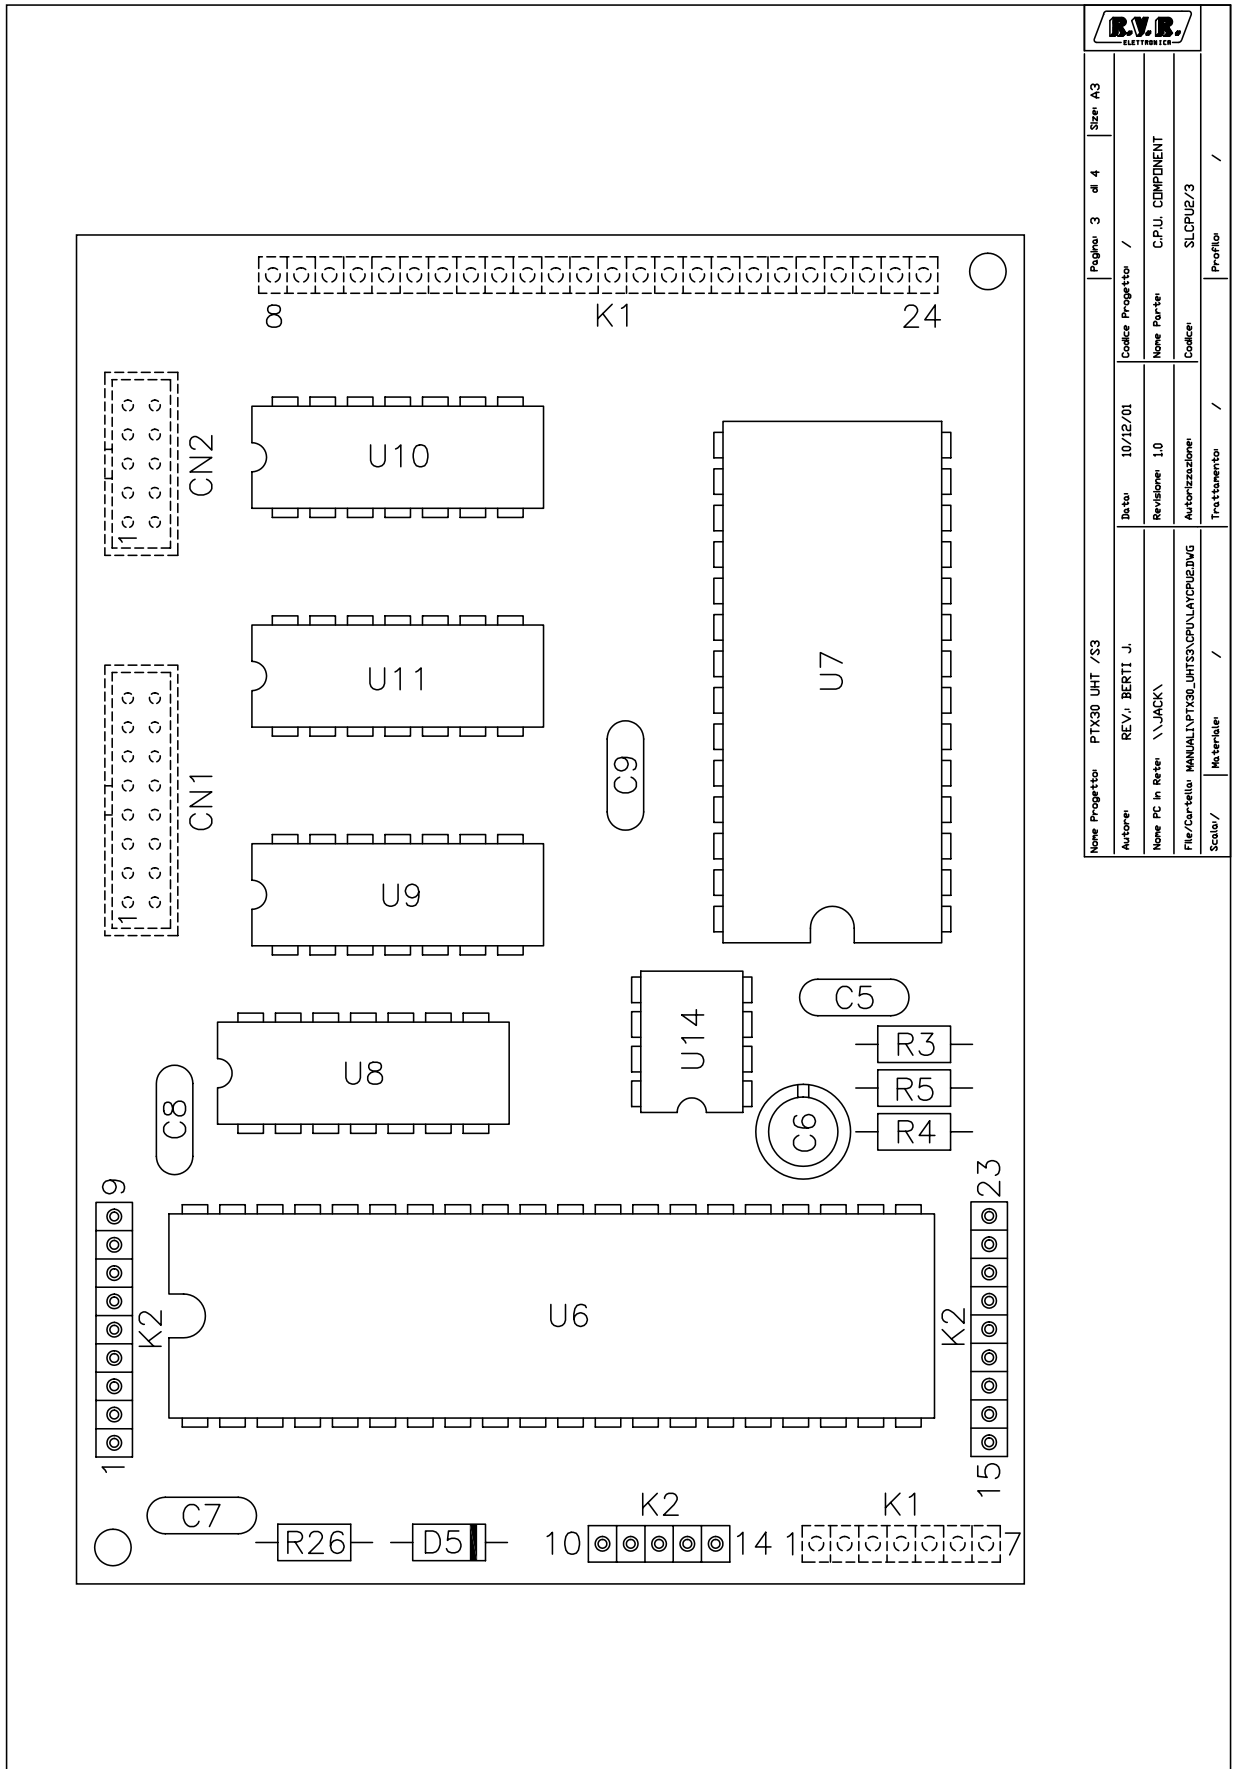 R.V.R.
ELETTRONICA
Nome Progetto: PTX30 UHT /S3
Pagina: 3 di 4
Size: A3
Autore: REV.: BERTI J.
Data: 10/12/01
Codice Progetto: /
Nome PC in Rete: \\JACK\
Revisione: 1.0
Nome Parte: C.P.U. COMPONENT
File/Cartella: MANUALI\PTX30_UHTS3\CPU\LAYCPU2.DWG
Autorizzazione:
Codice: SLCPU2/3
Scala: /
Materiale: /
Trattamento: /
Profilo: /
8 K1 24
CN2
1
U10
U7
U11
CN1
1
C9
U9
U14
C5
R3
U8
R5
C8
C6
R4
9
23
K2
U6
K2
1
15
C7
R26
D5
K2
10 14
K1
1 7